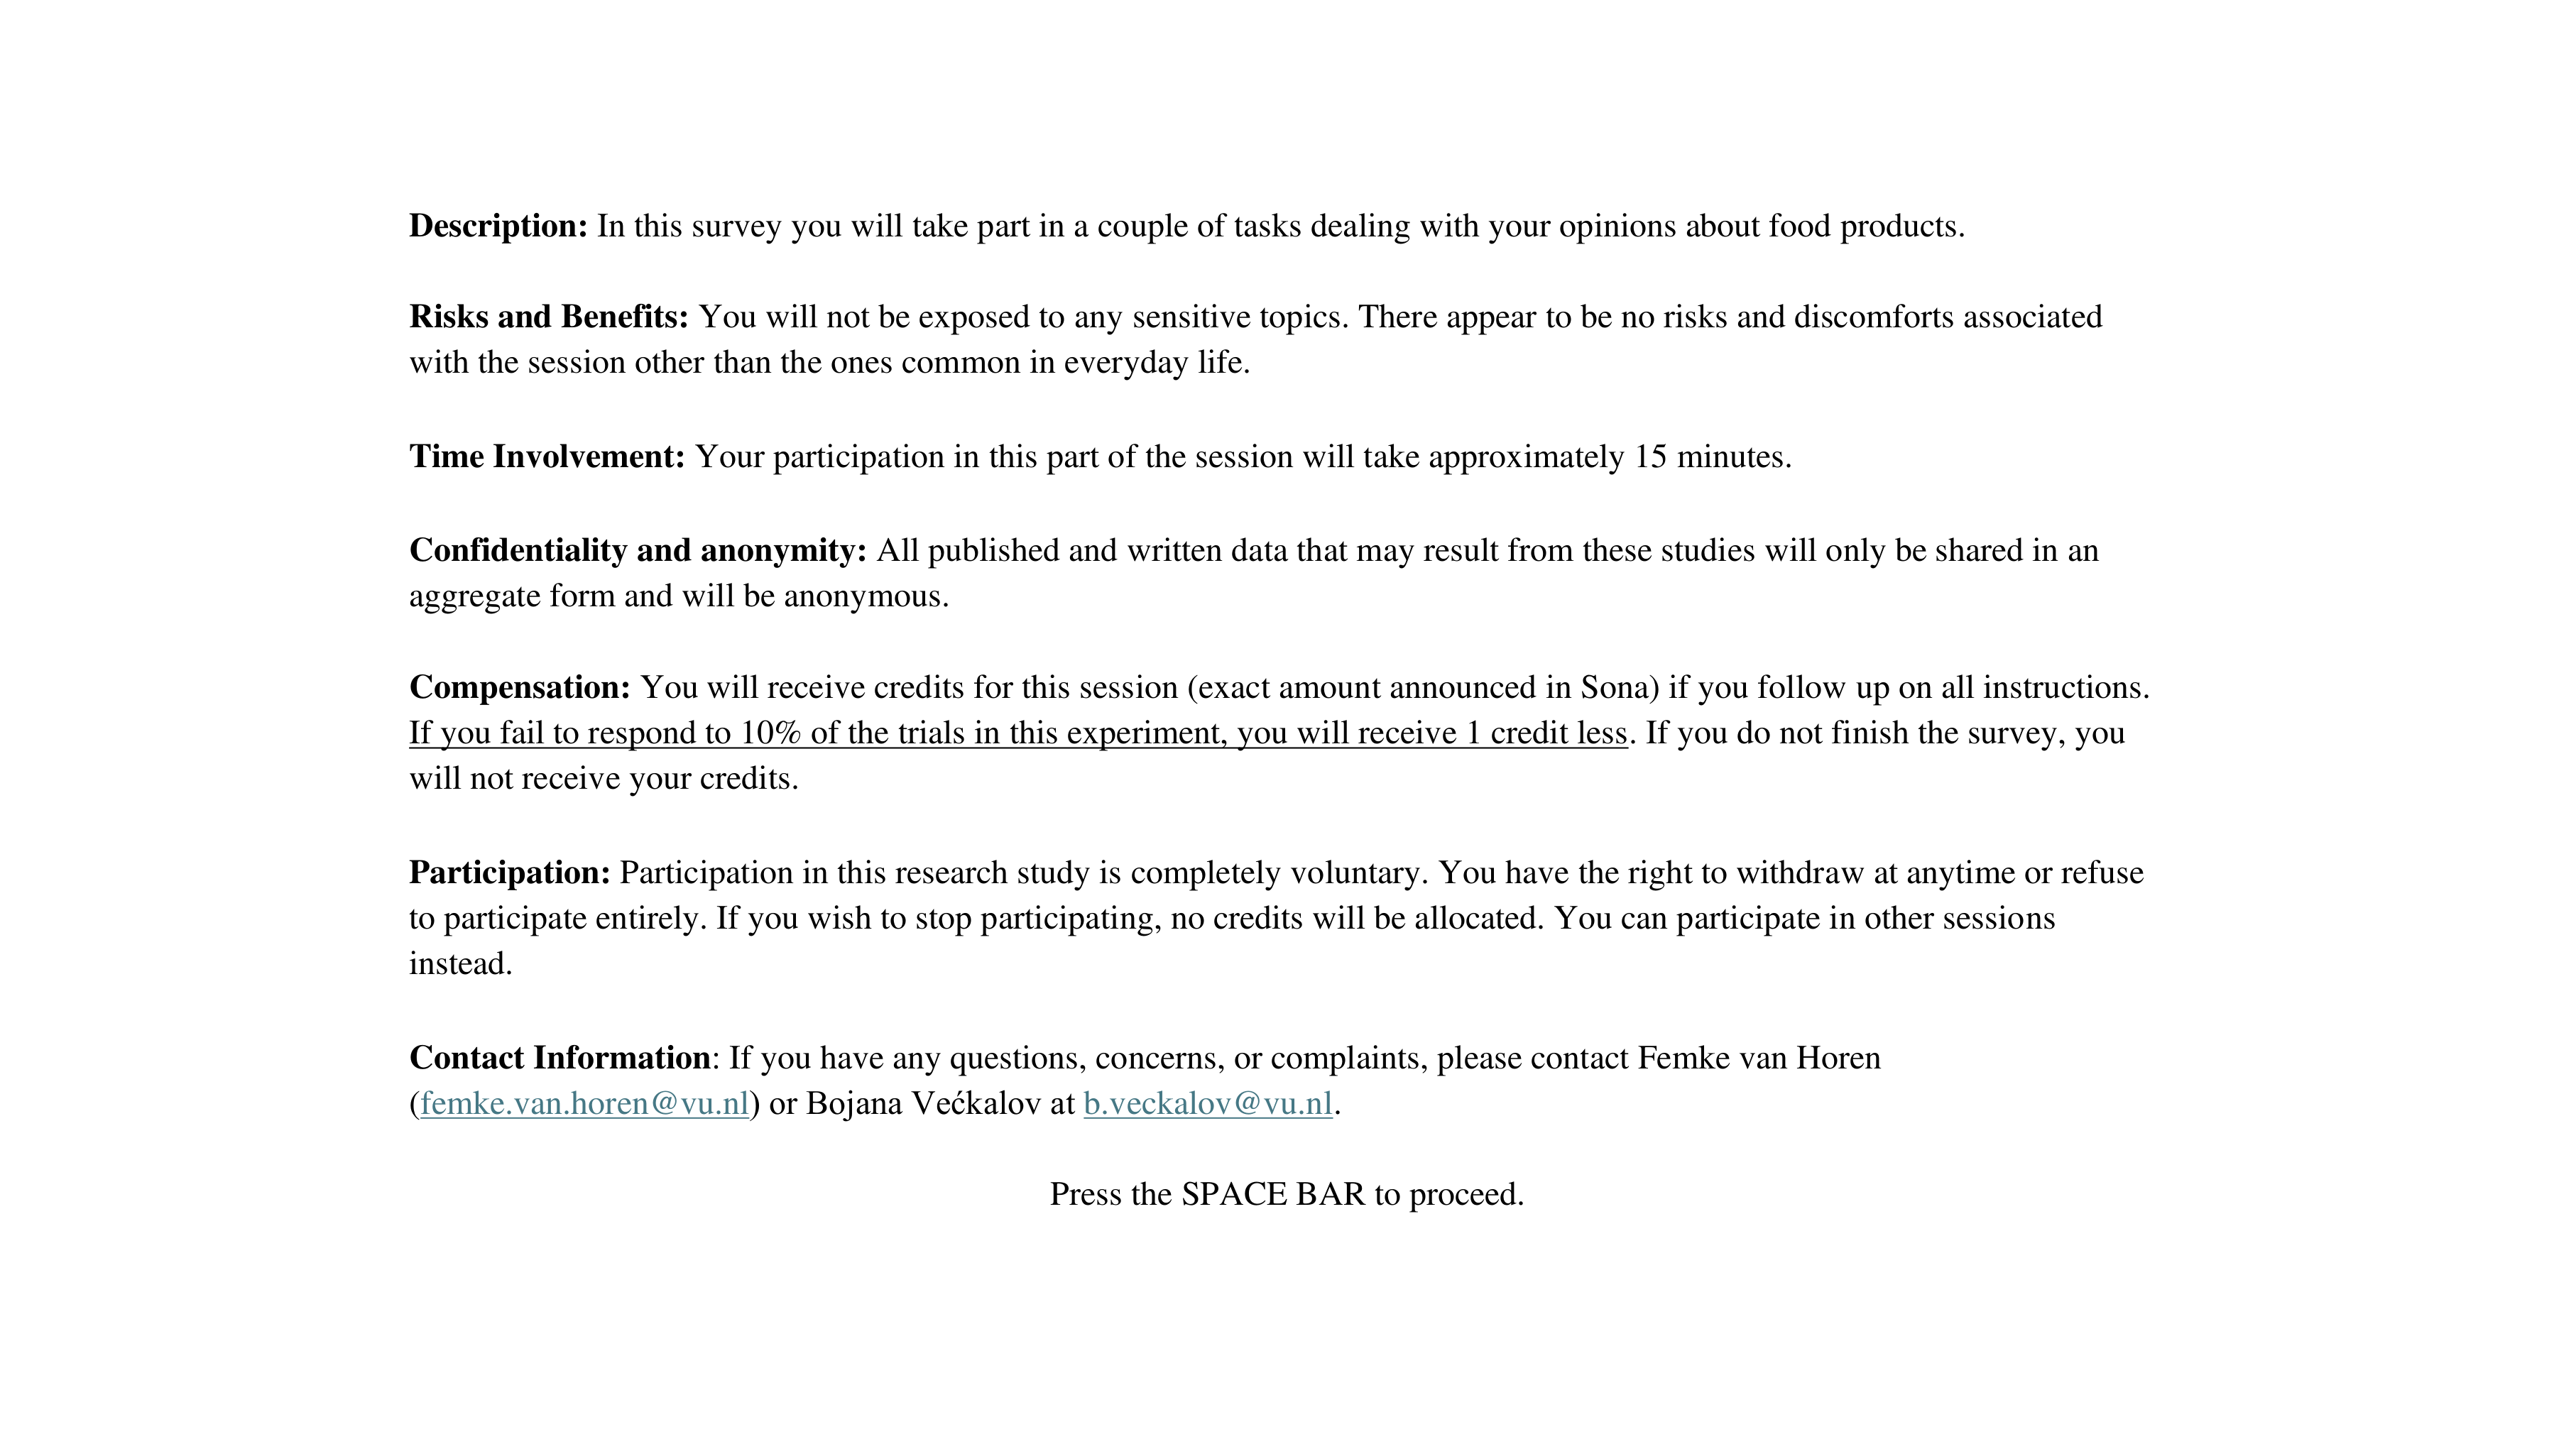 Description: In this survey you will take part in a couple of tasks dealing with your opinions about food products.
Risks and Benefits: You will not be exposed to any sensitive topics. There appear to be no risks and discomforts associated
with the session other than the ones common in everyday life.
Time Involvement: Your participation in this part of the session will take approximately 15 minutes.
Confidentiality and anonymity: All published and written data that may result from these studies will only be shared in an
aggregate form and will be anonymous.
Compensation: You will receive credits for this session (exact amount announced in Sona) if you follow up on all instructions.
If you fail to respond to 10% of the trials in this experiment, you will receive 1 credit less. If you do not finish the survey, you
will not receive your credits.
Participation: Participation in this research study is completely voluntary. You have the right to withdraw at anytime or refuse
to participate entirely. If you wish to stop participating, no credits will be allocated. You can participate in other sessions
instead.
Contact Information: If you have any questions, concerns, or complaints, please contact Femke van Horen
(femke.van.horen@vu.nl) or Bojana Većkalov at b.veckalov@vu.nl.
Press the SPACE BAR to proceed.